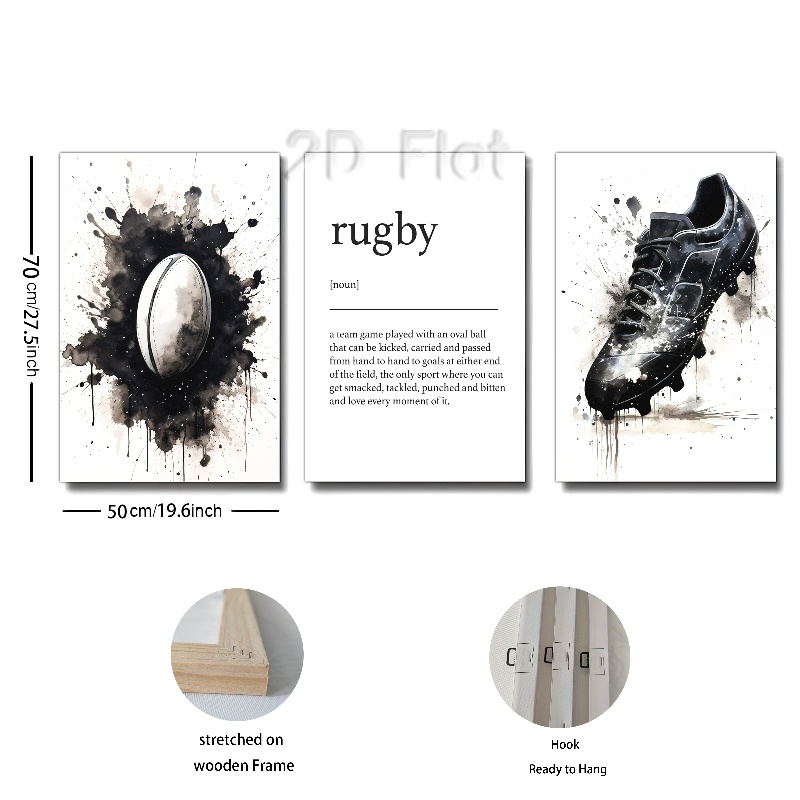 2D Flat
rugby
[noun]
a team game played with an oval ball
that can be kicked, carried and passed
from hand to hand to goals at either end
of the field, the only sport where you can
get smacked, tackled, punched and bitten
and love every moment of it.
70 cm/27.5inch
50cm/19.6inch
stretched on
wooden Frame
Hook
Ready to Hang